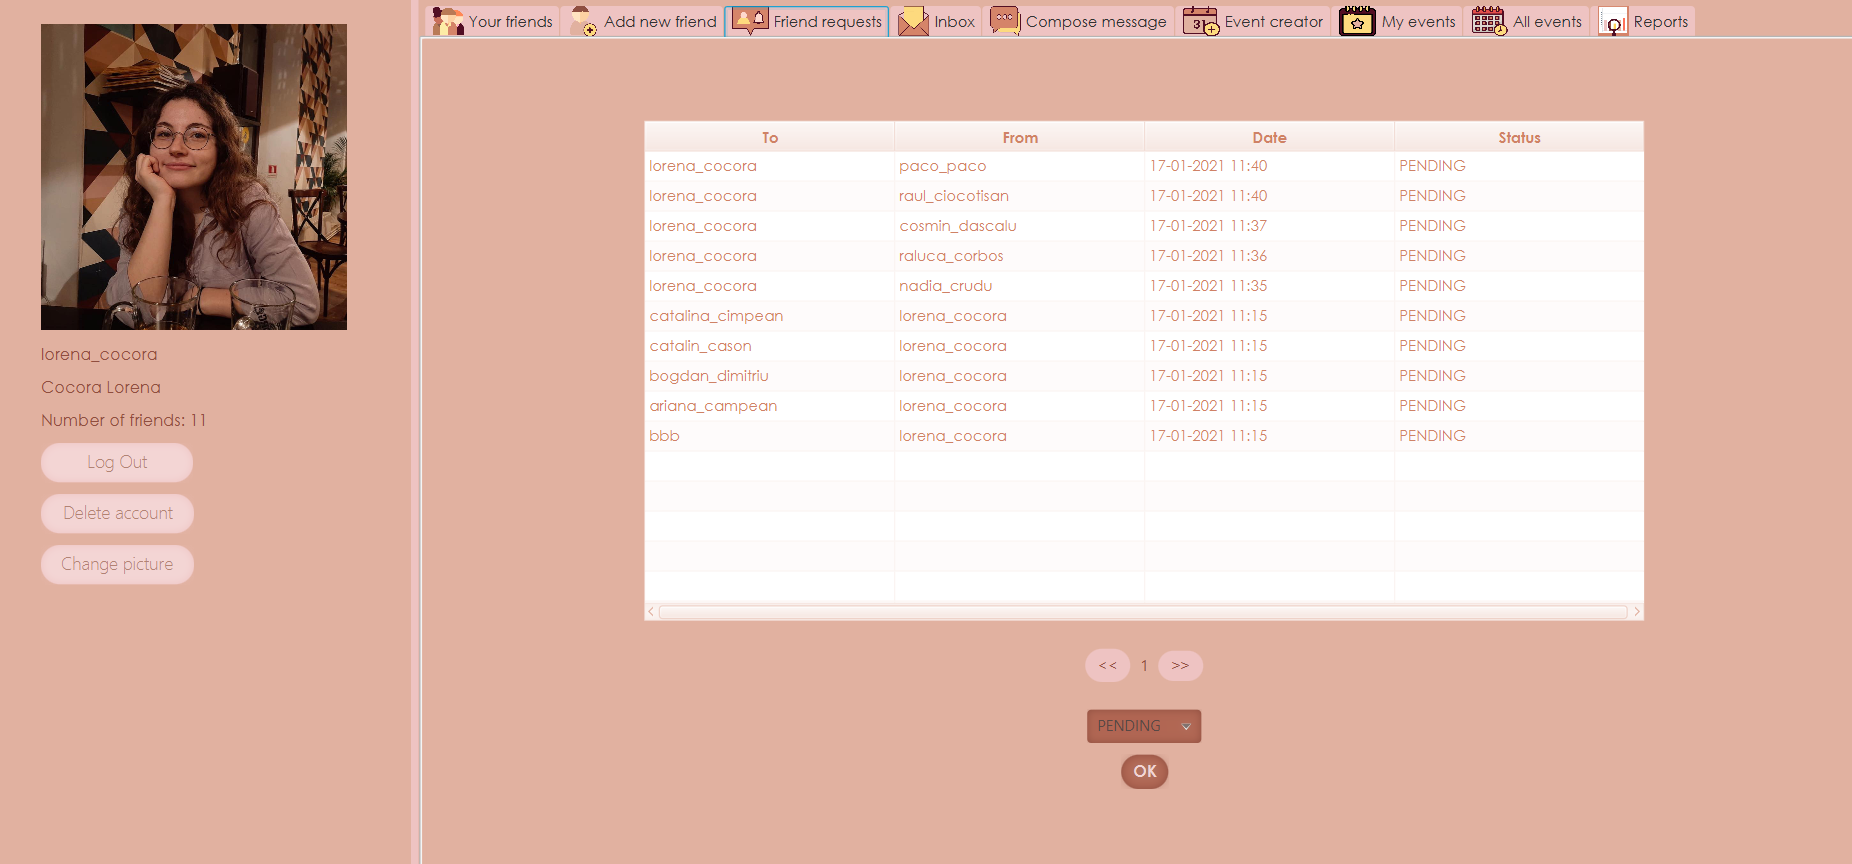 Your friends Add new friend Friend requests Inbox Compose message Event creator My events All events Reports
To From Date Status
lorena_cocora paco_paco 17-01-2021 11:40 PENDING
lorena_cocora raul_ciocotisan 17-01-2021 11:40 PENDING
lorena_cocora cosmin_dascalu 17-01-2021 11:37 PENDING
lorena_cocora raluca_corbos 17-01-2021 11:36 PENDING
lorena_cocora nadia_crudu 17-01-2021 11:35 PENDING
catalina_cimpean lorena_cocora 17-01-2021 11:15 PENDING
catalin_cason lorena_cocora 17-01-2021 11:15 PENDING
bogdan_dimitriu lorena_cocora 17-01-2021 11:15 PENDING
ariana_campean lorena_cocora 17-01-2021 11:15 PENDING
bbb lorena_cocora 17-01-2021 11:15 PENDING
<< 1 >>
PENDING
OK
lorena_cocora
Cocora Lorena
Number of friends: 11
Log Out
Delete account
Change picture